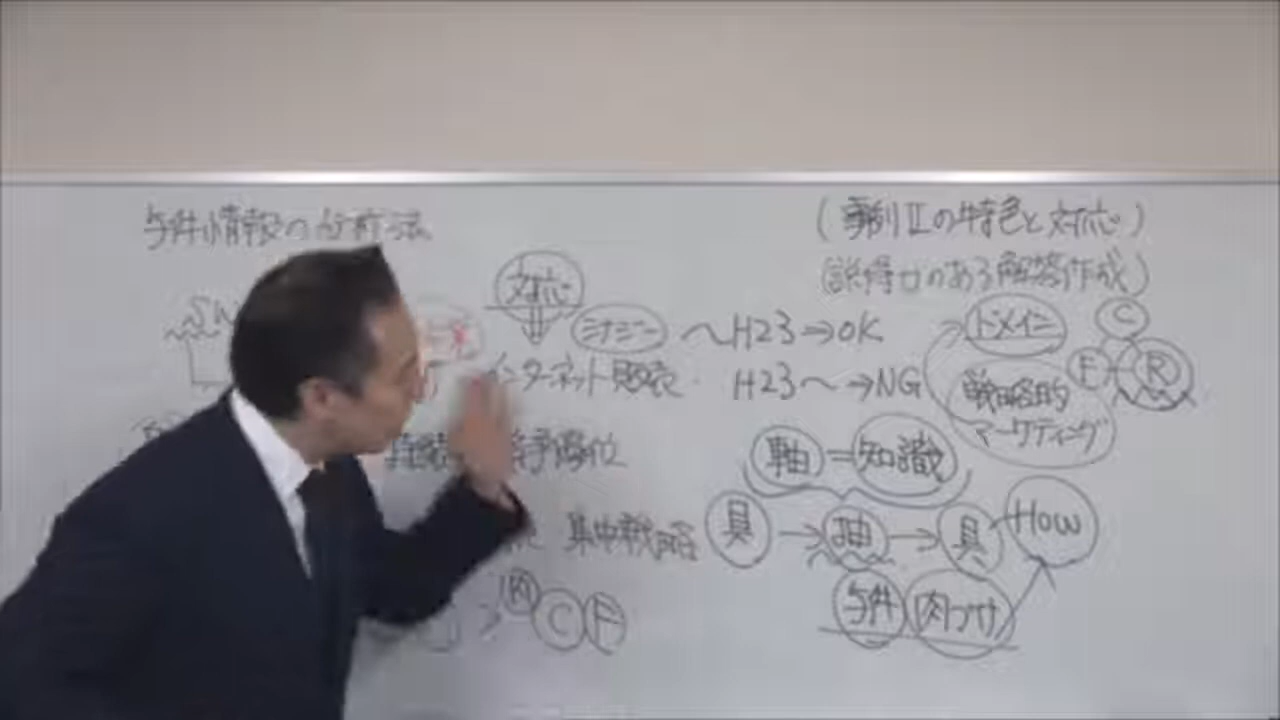 与件情報の分析法
(事例Ⅱの特色と対応)
(説得力のある解答作成)
対応
シナジー
〜H23→OK
インターネット販売
H23〜→NG
ドメイン
C
F
R
戦略的
マーケティング
競争優位
軸=知識
集中戦略
具→抽→具
How
M C F
与件 肉づけ